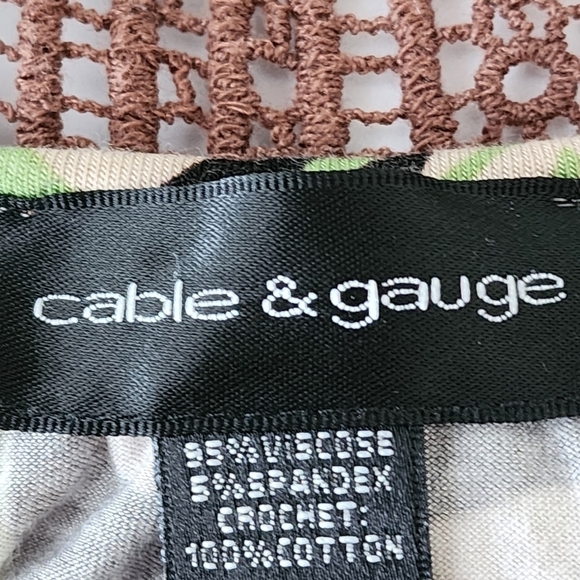 cable & gauge
95% VISCOSE
5% SPANDEX
CROCHET:
100% COTTON